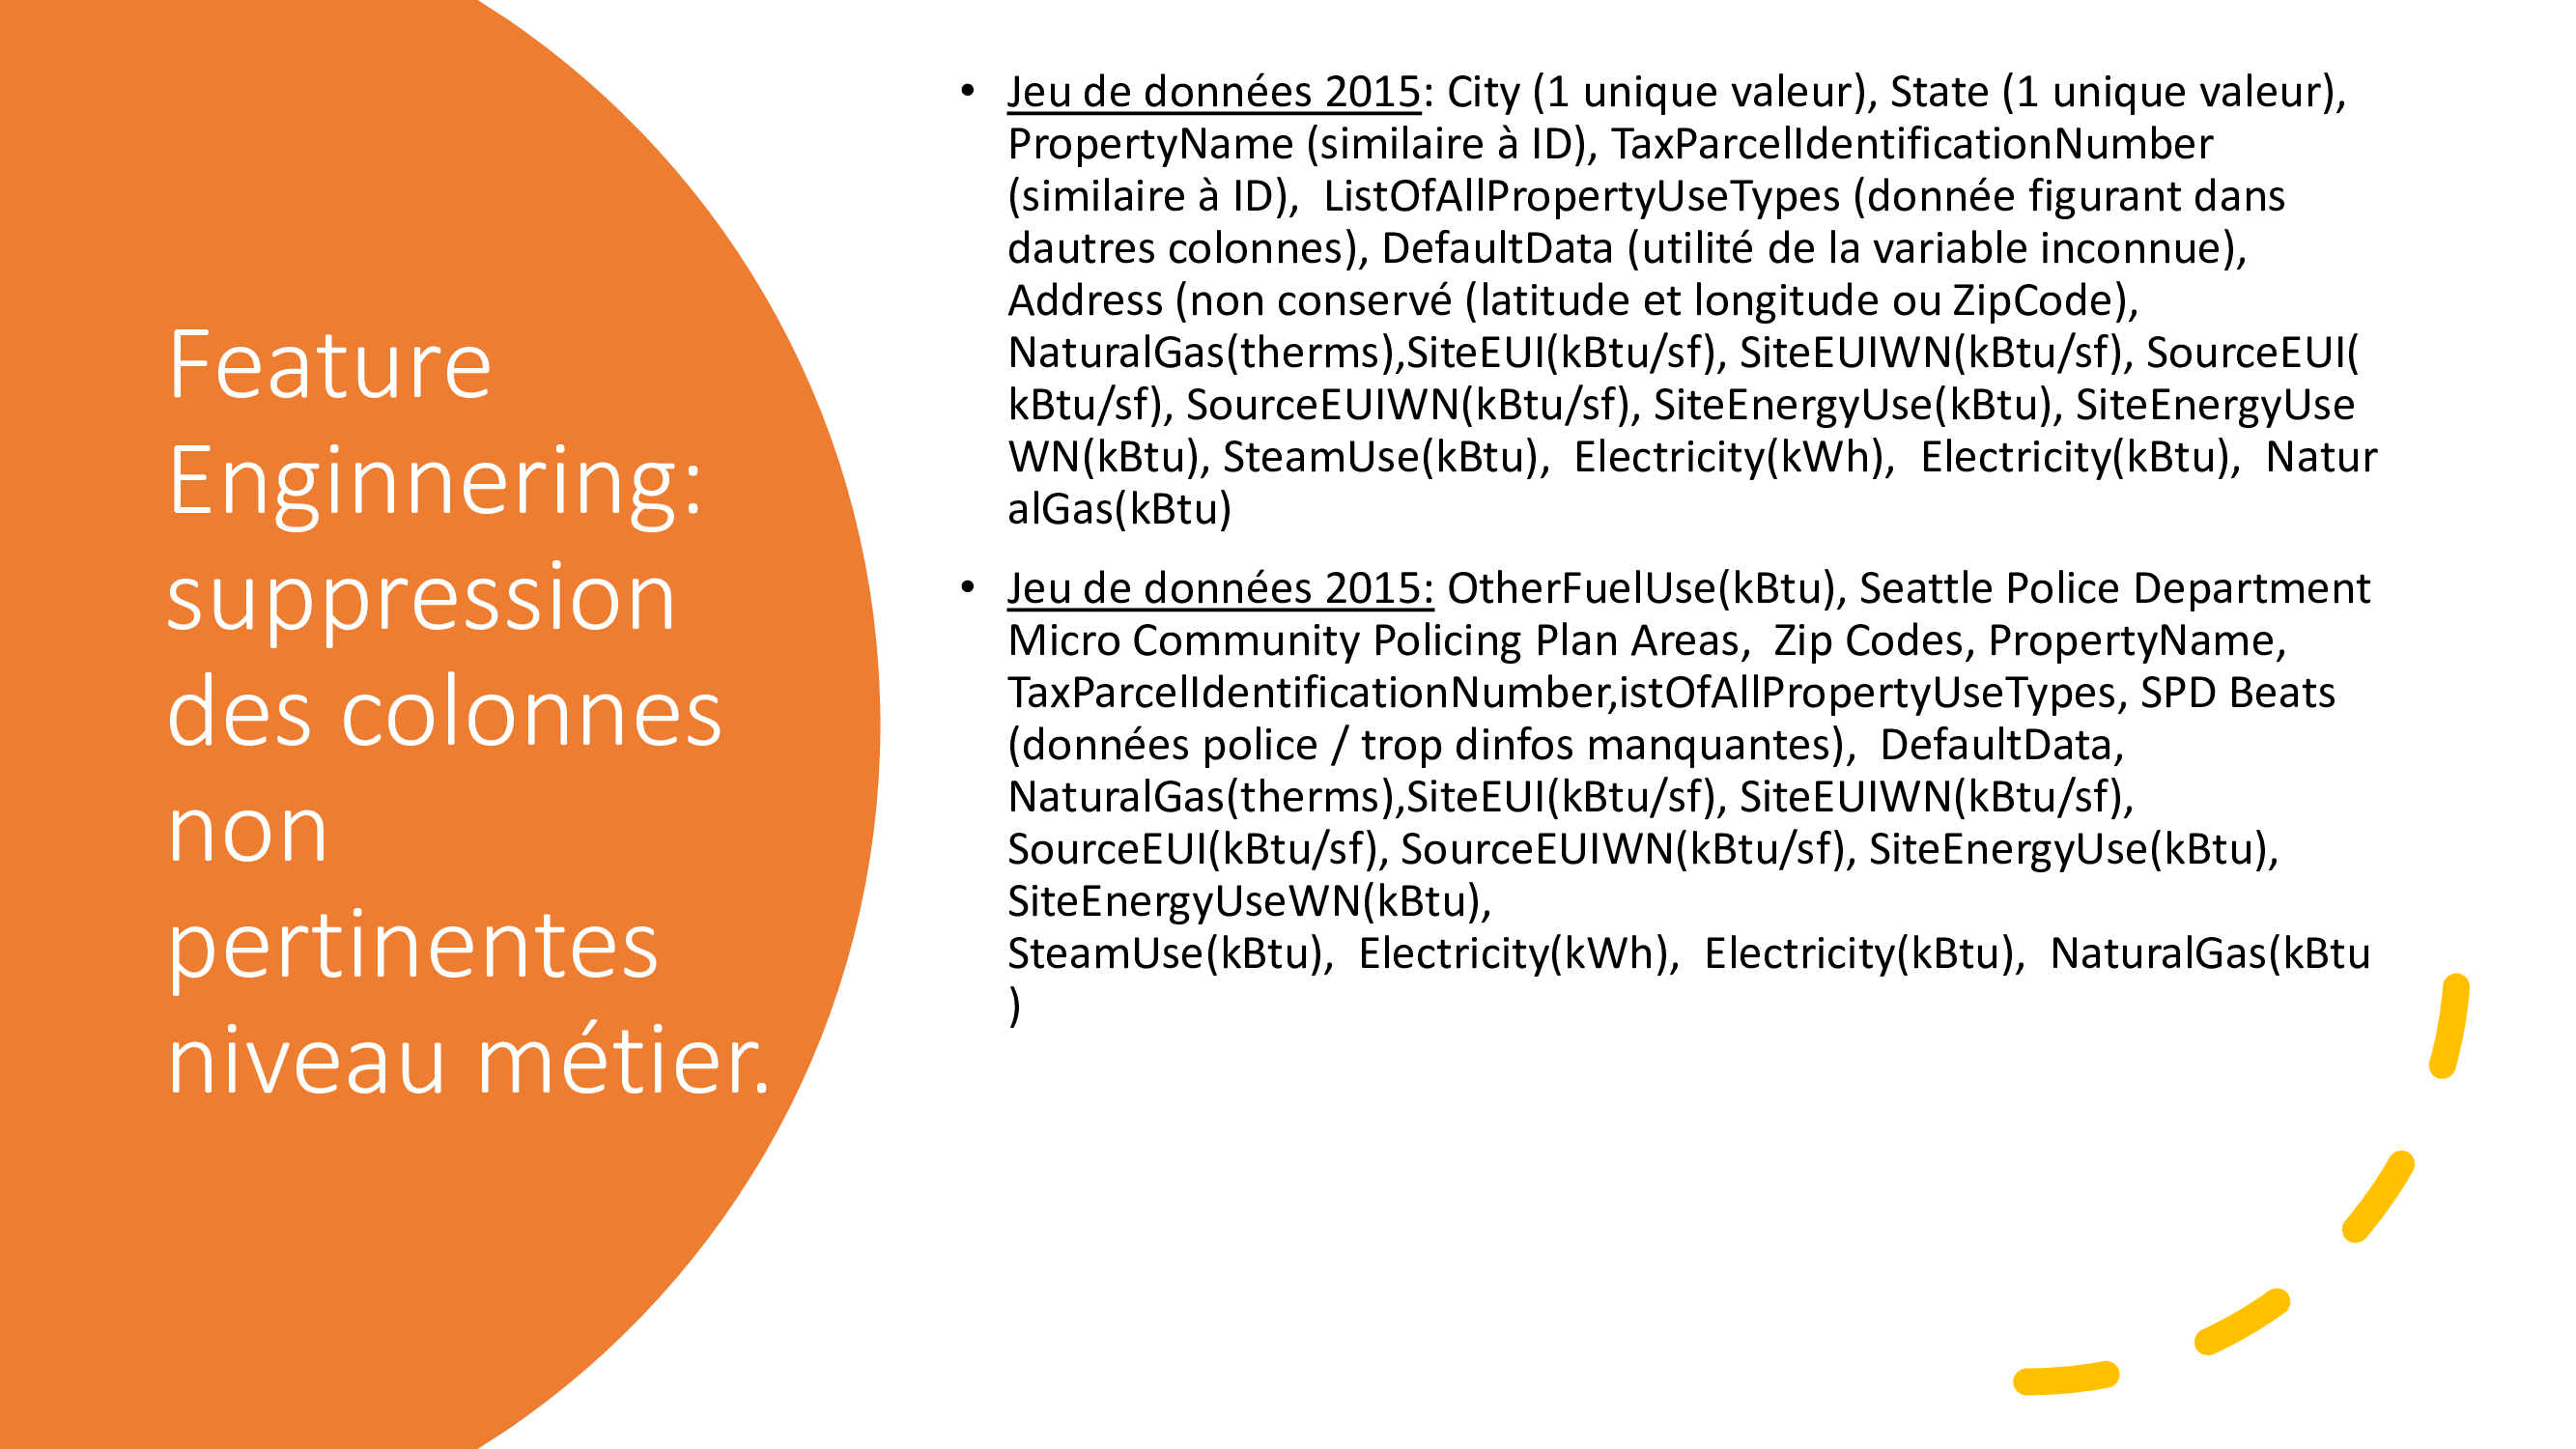 Feature
Enginnering:
suppression
des colonnes
non
pertinentes
niveau métier.
• Jeu de données 2015: City (1 unique valeur), State (1 unique valeur),
PropertyName (similaire à ID), TaxParcelIdentificationNumber
(similaire à ID),  ListOfAllPropertyUseTypes (donnée figurant dans
dautres colonnes), DefaultData (utilité de la variable inconnue),
Address (non conservé (latitude et longitude ou ZipCode),
NaturalGas(therms),SiteEUI(kBtu/sf), SiteEUIWN(kBtu/sf), SourceEUI(
kBtu/sf), SourceEUIWN(kBtu/sf), SiteEnergyUse(kBtu), SiteEnergyUse
WN(kBtu), SteamUse(kBtu),  Electricity(kWh),  Electricity(kBtu),  Natur
alGas(kBtu)
• Jeu de données 2015: OtherFuelUse(kBtu), Seattle Police Department
Micro Community Policing Plan Areas,  Zip Codes, PropertyName,
TaxParcelIdentificationNumber,istOfAllPropertyUseTypes, SPD Beats
(données police / trop dinfos manquantes),  DefaultData,
NaturalGas(therms),SiteEUI(kBtu/sf), SiteEUIWN(kBtu/sf),
SourceEUI(kBtu/sf), SourceEUIWN(kBtu/sf), SiteEnergyUse(kBtu),
SiteEnergyUseWN(kBtu),
SteamUse(kBtu),  Electricity(kWh),  Electricity(kBtu),  NaturalGas(kBtu
)